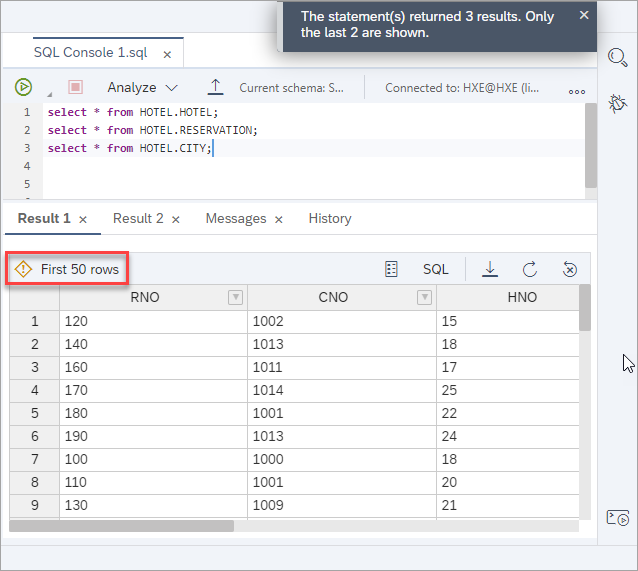 The statement(s) returned 3 results. Only
the last 2 are shown.
SQL Console 1.sql
Analyze
Current schema: S...
Connected to: HXE@HXE (li...
1 select * from HOTEL.HOTEL;
2 select * from HOTEL.RESERVATION;
3 select * from HOTEL.CITY;
4
5
Result 1 Result 2 Messages History
First 50 rows SQL
RNO CNO HNO
1 120 1002 15
2 140 1013 18
3 160 1011 17
4 170 1014 25
5 180 1001 22
6 190 1013 24
7 100 1000 18
8 110 1001 20
9 130 1009 21